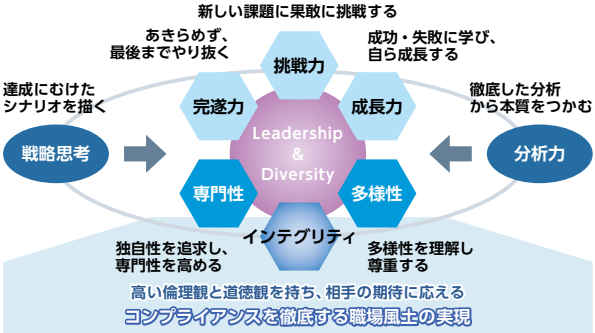 新しい課題に果敢に挑戦する
あきらめず、
最後までやり抜く
成功・失敗に学び、
自ら成長する
挑戦力
達成にむけた
シナリオを描く
完遂力
成長力
徹底した分析
から本質をつかむ
Leadership
&
Diversity
戦略思考
分析力
専門性
多様性
インテグリティ
独自性を追求し、
専門性を高める
多様性を理解し
尊重する
高い倫理観と道徳観を持ち、相手の期待に応える
コンプライアンスを徹底する職場風土の実現